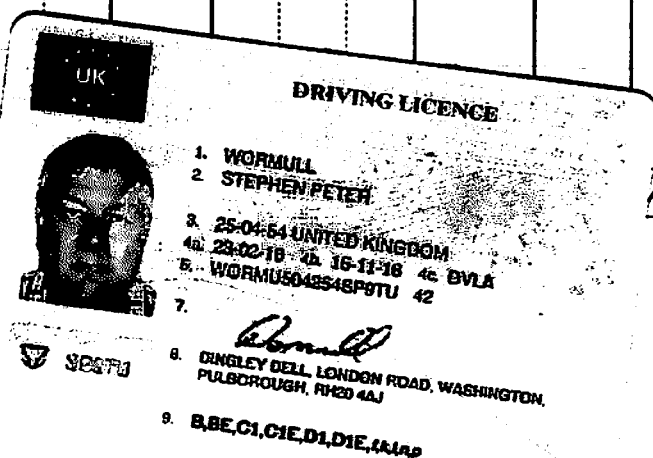 UK
DRIVING LICENCE
1. WORMULL
2. STEPHEN PETER
3. 25-04-54 UNITED KINGDOM
4a. 23-02-16 4b. 15-11-16 4c. DVLA
5. WORMU504254SP9TU 42
7.
8. DINGLEY DELL, LONDON ROAD, WASHINGTON,
PULBOROUGH, RH20 4AJ
9. B,BE,C1,C1E,D1,D1E,